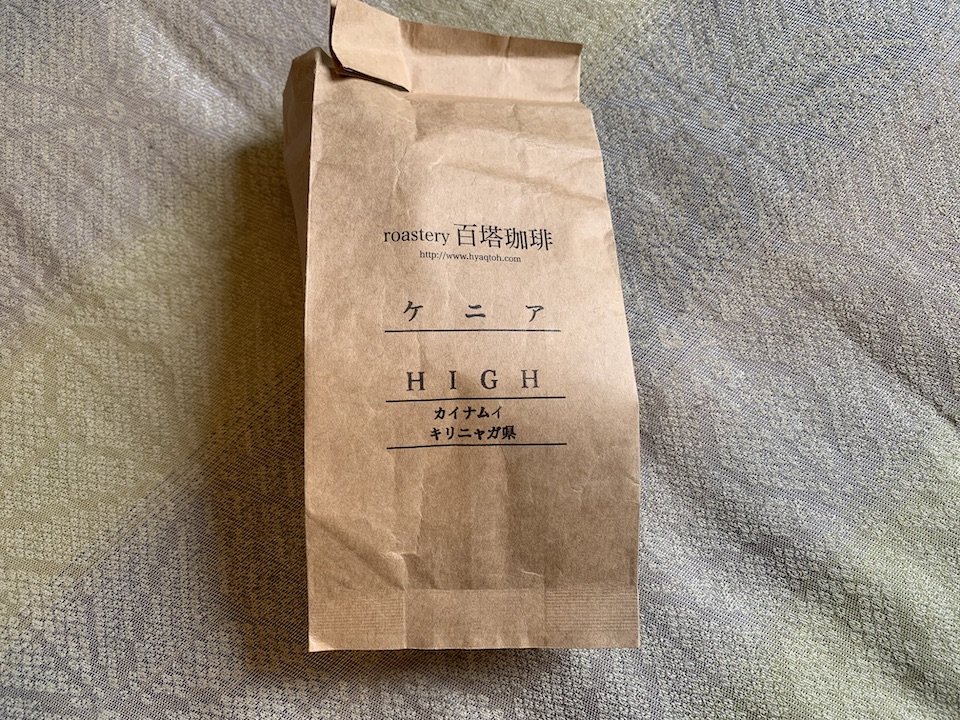 roastery 百塔珈琲
http://www.hyaqtoh.com
ケニア
HIGH
カイナムイ
キリニャガ県